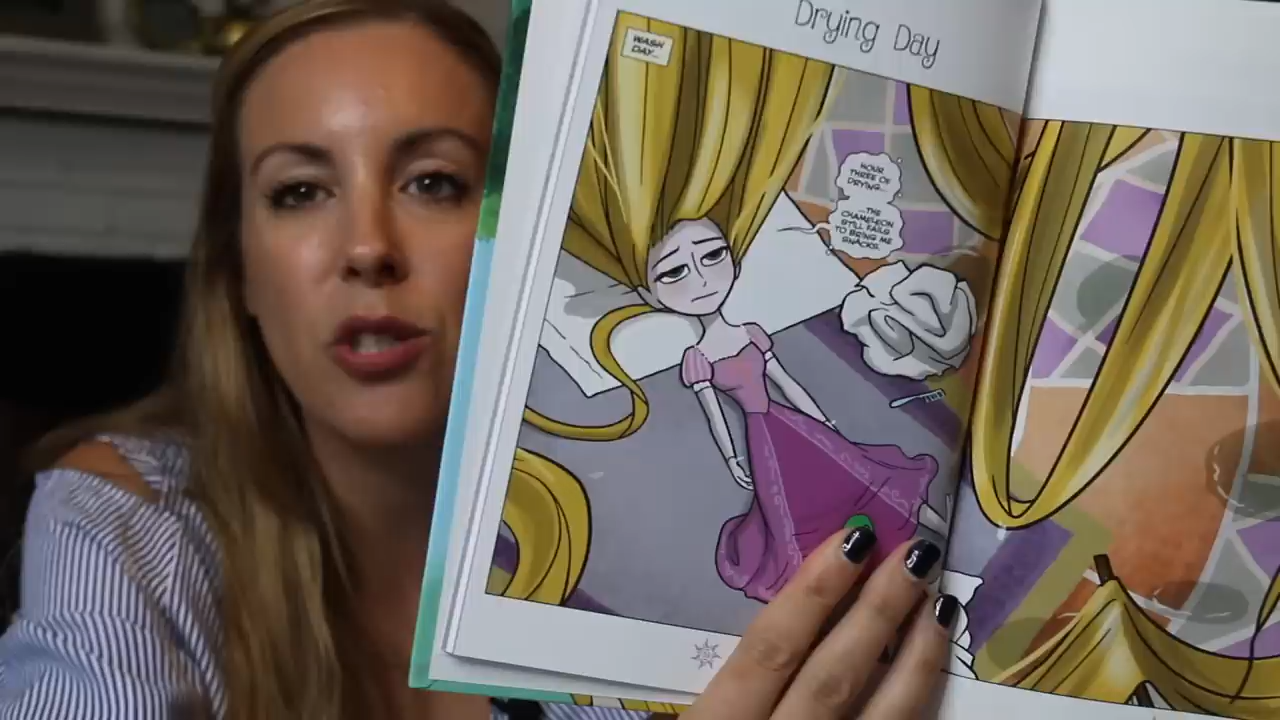 Drying Day
WASH
DAY...
HOUR
THREE OF
DRYING...
...THE
CHAMELEON
STILL FAILS
TO BRING ME
SNACKS.